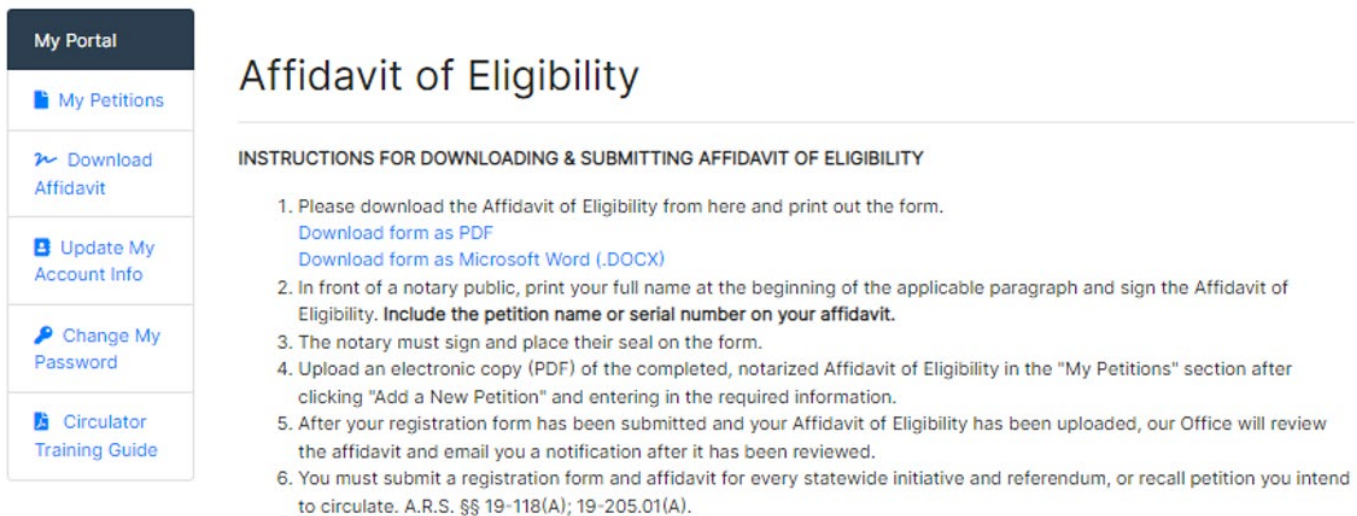 My Portal
My Petitions
Download
Affidavit
Update My
Account Info
Change My
Password
Circulator
Training Guide
Affidavit of Eligibility
INSTRUCTIONS FOR DOWNLOADING & SUBMITTING AFFIDAVIT OF ELIGIBILITY
1. Please download the Affidavit of Eligibility from here and print out the form.
Download form as PDF
Download form as Microsoft Word (.DOCX)
2. In front of a notary public, print your full name at the beginning of the applicable paragraph and sign the Affidavit of
Eligibility. Include the petition name or serial number on your affidavit.
3. The notary must sign and place their seal on the form.
4. Upload an electronic copy (PDF) of the completed, notarized Affidavit of Eligibility in the "My Petitions" section after
clicking "Add a New Petition" and entering in the required information.
5. After your registration form has been submitted and your Affidavit of Eligibility has been uploaded, our Office will review
the affidavit and email you a notification after it has been reviewed.
6. You must submit a registration form and affidavit for every statewide initiative and referendum, or recall petition you intend
to circulate. A.R.S. §§ 19-118(A); 19-205.01(A).